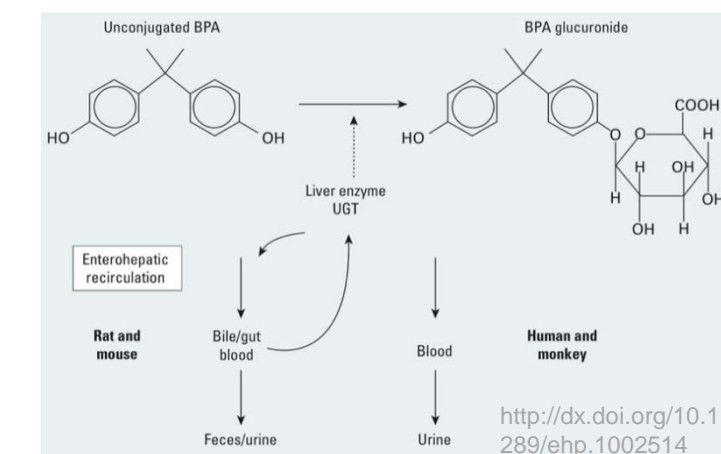 Unconjugated BPA
BPA glucuronide
HO
OH
HO
O
O
COOH
H
H
OH
H
OH
OH
H
Liver enzyme
UGT
Enterohepatic
recirculation
Rat and
mouse
Bile/gut
blood
Blood
Human and
monkey
Feces/urine
Urine
http://dx.doi.org/10.1
289/ehp.1002514